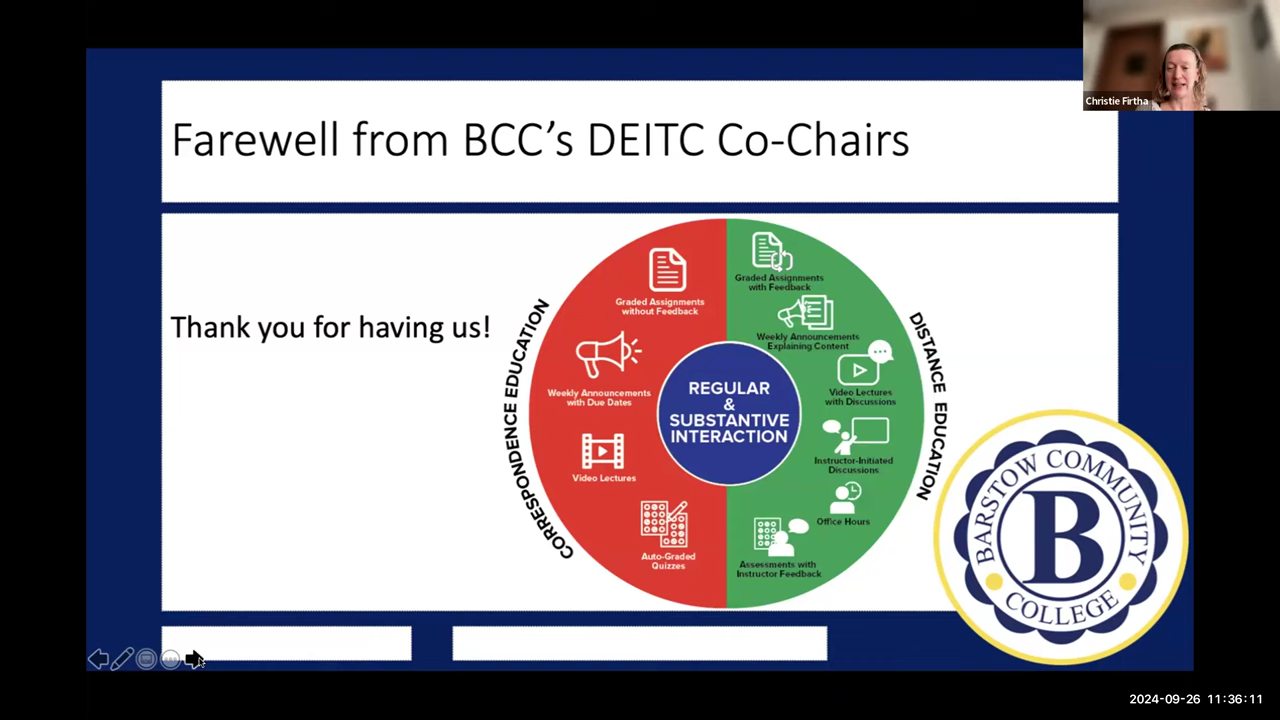 Christie Firtha
Farewell from BCC's DEITC Co-Chairs
Thank you for having us!
CORRESPONDENCE EDUCATION
Graded Assignments
without Feedback
Weekly Announcements
with Due Dates
Video Lectures
Auto-Graded
Quizzes
REGULAR
&
SUBSTANTIVE
INTERACTION
Graded Assignments
with Feedback
Weekly Announcements
Explaining Content
Video Lectures
with Discussions
Instructor-Initiated
Discussions
Office Hours
Assessments with
Instructor Feedback
DISTANCE EDUCATION
BARSTOW COMMUNITY
B
COLLEGE
2024-09-26 11:36:11